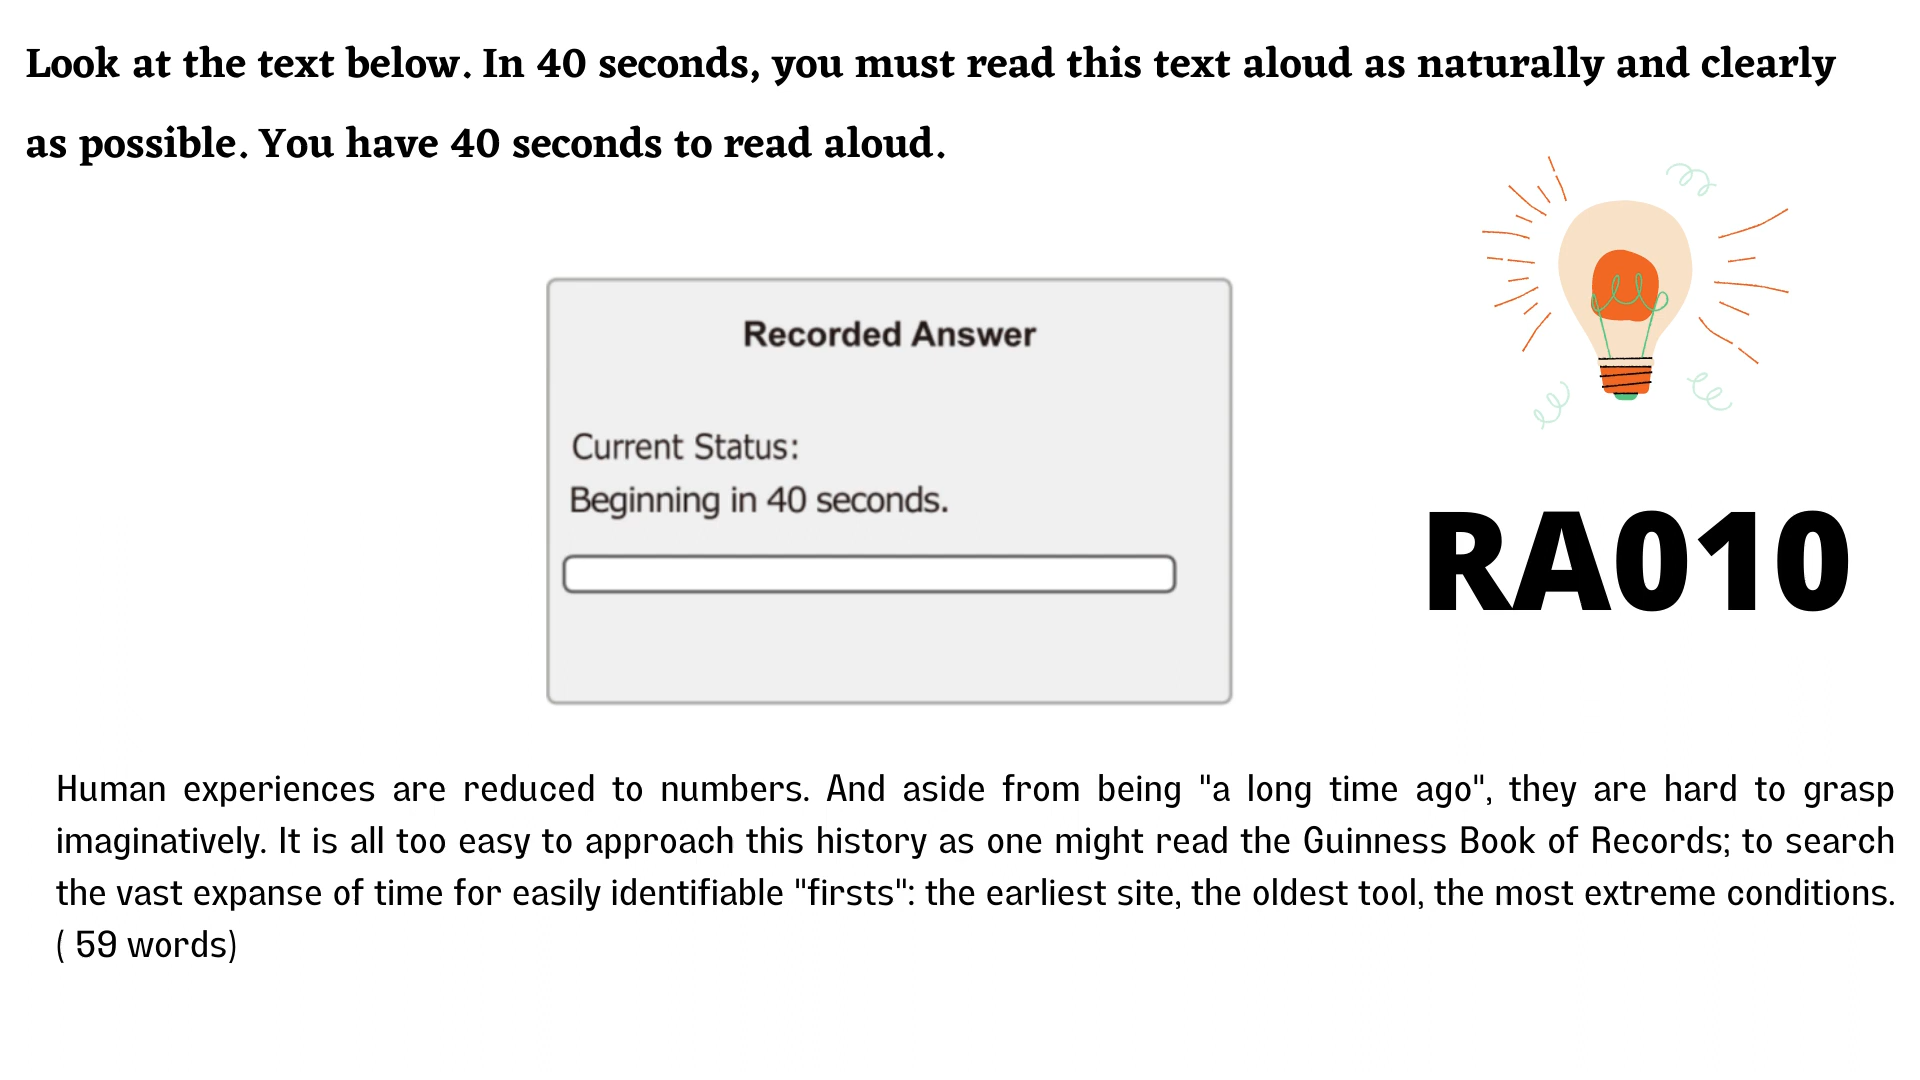 Look at the text below. In 40 seconds, you must read this text aloud as naturally and clearly
as possible. You have 40 seconds to read aloud.
Recorded Answer
Current Status:
Beginning in 40 seconds.
RA010
Human experiences are reduced to numbers. And aside from being "a long time ago", they are hard to grasp
imaginatively. It is all too easy to approach this history as one might read the Guinness Book of Records; to search
the vast expanse of time for easily identifiable "firsts": the earliest site, the oldest tool, the most extreme conditions.
( 59 words)